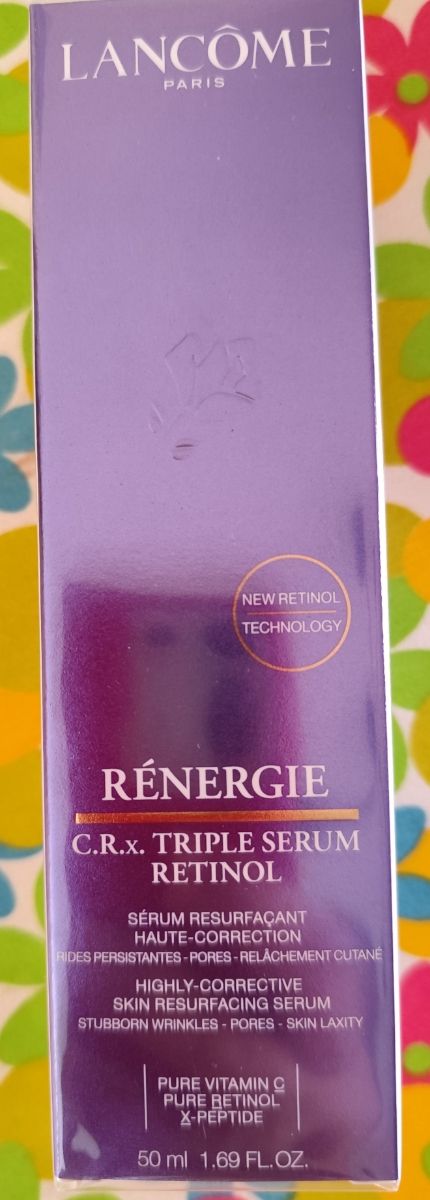 LANCÔME
PARIS
NEW RETINOL
TECHNOLOGY
RÉNERGIE
C.R.x. TRIPLE SERUM
RETINOL
SÉRUM RESURFAÇANT
HAUTE-CORRECTION
RIDES PERSISTANTES - PORES - RELÂCHEMENT CUTANÉ
HIGHLY-CORRECTIVE
SKIN RESURFACING SERUM
STUBBORN WRINKLES - PORES - SKIN LAXITY
PURE VITAMIN C
PURE RETINOL
X-PEPTIDE
50 ml 1.69 FL.OZ.